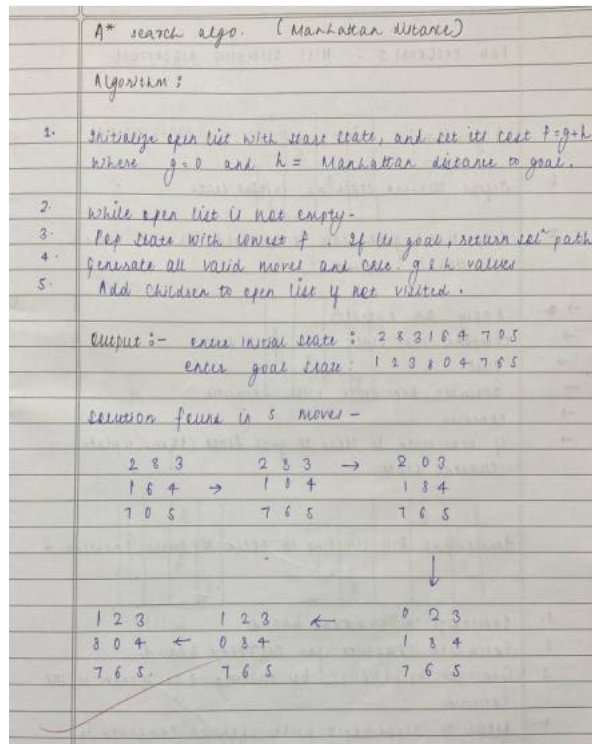 A* search algo. (Manhattan distance)
Algorithm :
1. Initialize open list with start state, and set its cost f=g+h
where g=0 and h= Manhattan distance to goal.
2. While open list is not empty-
3. Pop state with lowest f. If its goal, return solⁿ path
4. Generate all valid moves and calc. g & h values
5. Add children to open list if not visited.
Output :- enter initial state : 2 8 3 1 6 4 7 0 5
enter goal state : 1 2 3 8 0 4 7 6 5
Solution found in 5 moves -
2 8 3 2 8 3 → 2 0 3
1 6 4 → 1 0 4 1 8 4
7 0 5 7 6 5 7 6 5
↓
1 2 3 1 2 3 ← 0 2 3
8 0 4 ← 0 8 4 1 8 4
7 6 5. 7 6 5 7 6 5